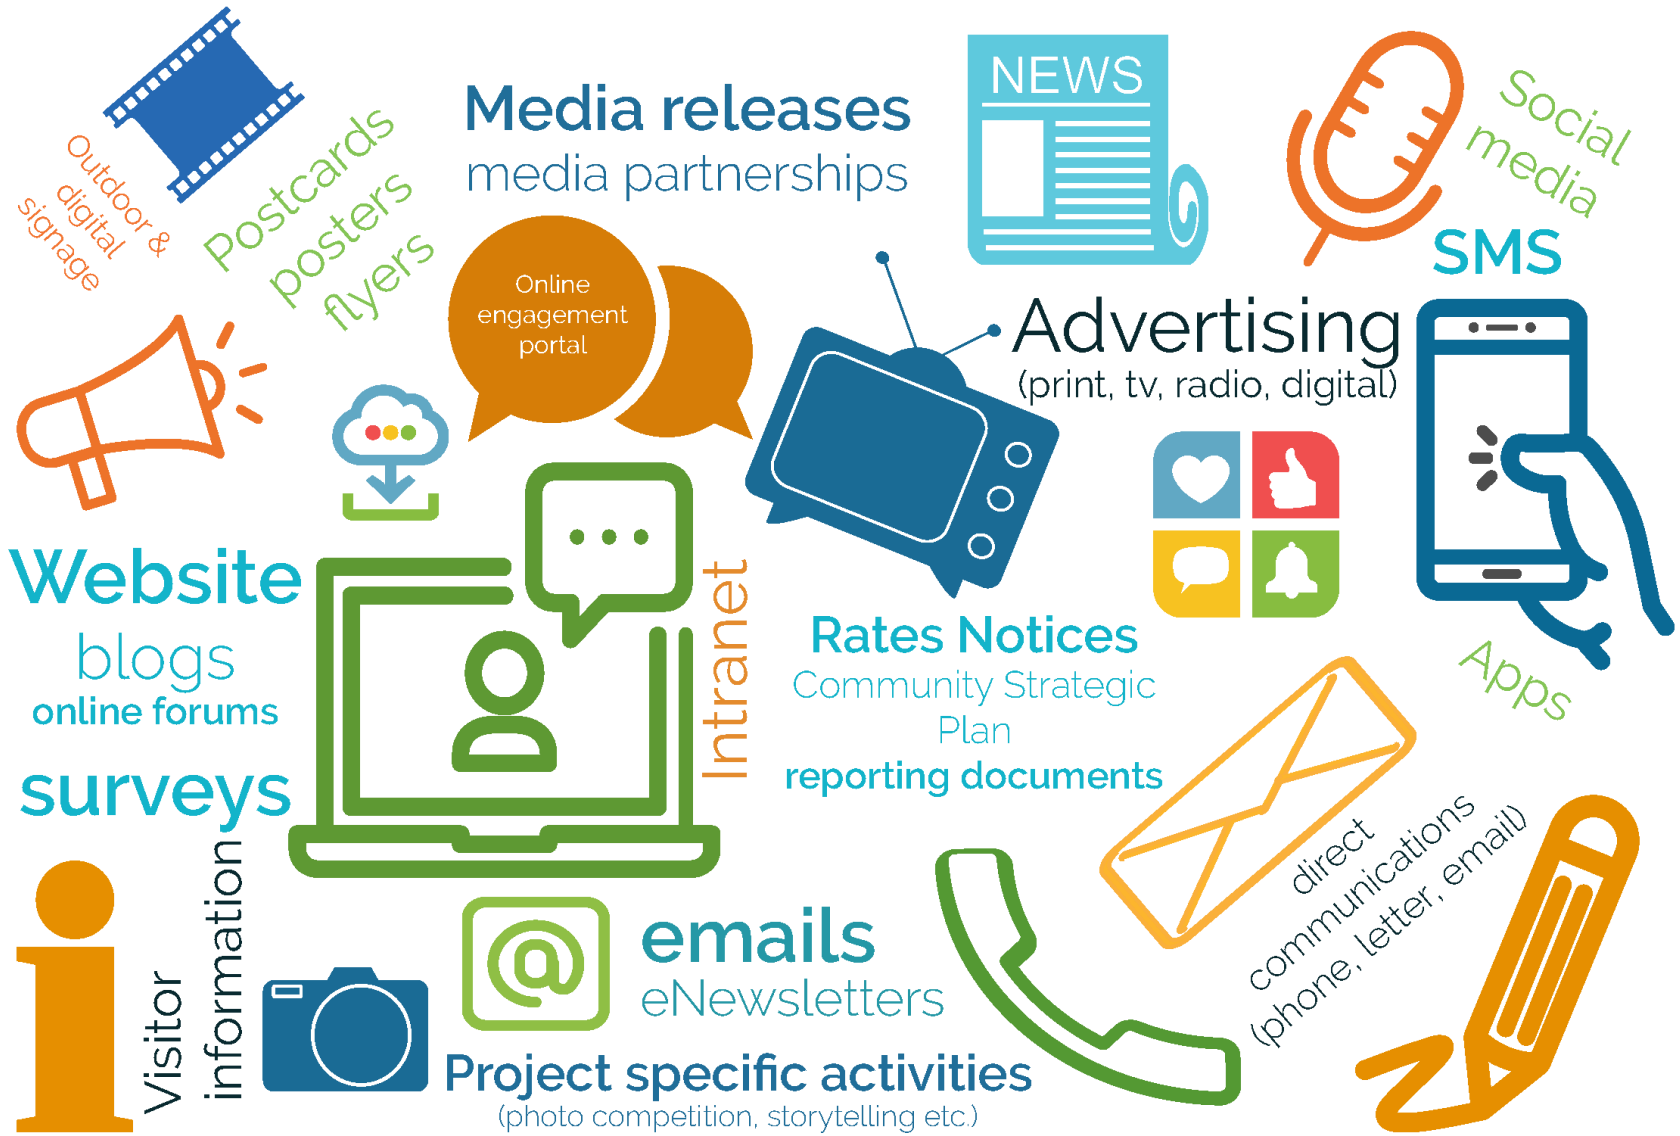 Outdoor &
digital
signage
Postcards
posters
flyers
Media releases
media partnerships
NEWS
Social
media
SMS
Online
engagement
portal
Advertising
(print, tv, radio, digital)
Website
blogs
online forums
surveys
Intranet
Rates Notices
Community Strategic
Plan
reporting documents
Apps
direct
communications
(phone, letter, email)
Visitor
information
@
emails
eNewsletters
Project specific activities
(photo competition, storytelling etc.)